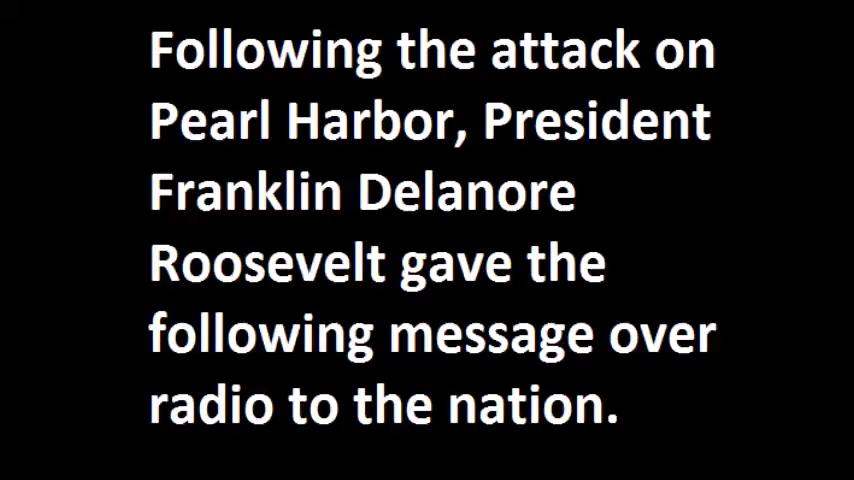 Following the attack on
Pearl Harbor, President
Franklin Delanore
Roosevelt gave the
following message over
radio to the nation.